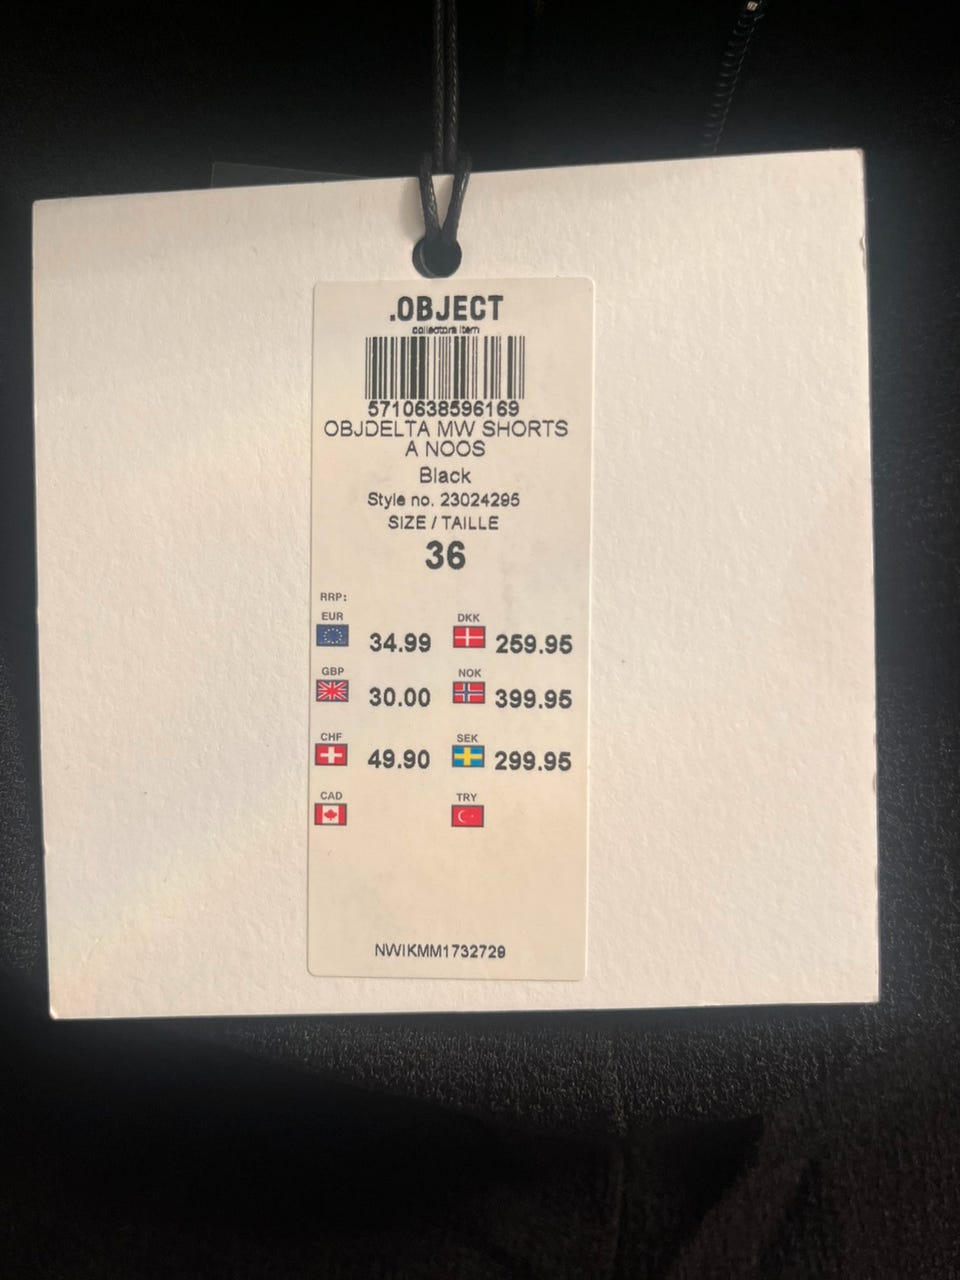 .OBJECT
collectors item
5710638596169
OBJDELTA MW SHORTS
A NOOS
Black
Style no. 23024295
SIZE / TAILLE
36
RRP:
EUR DKK
34.99 259.95
GBP NOK
30.00 399.95
CHF SEK
49.90 299.95
CAD TRY
NWIKMM1732729